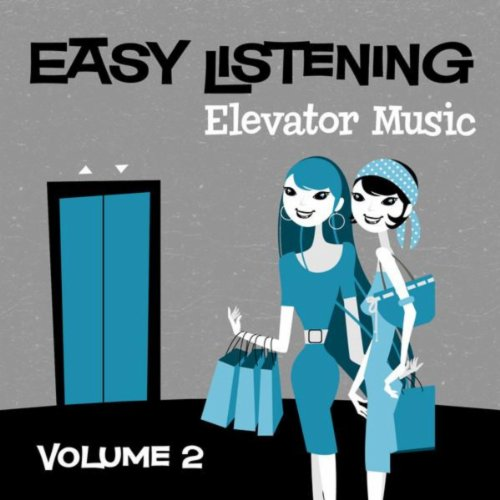 EASY LISTENING
Elevator Music
VOLUME 2